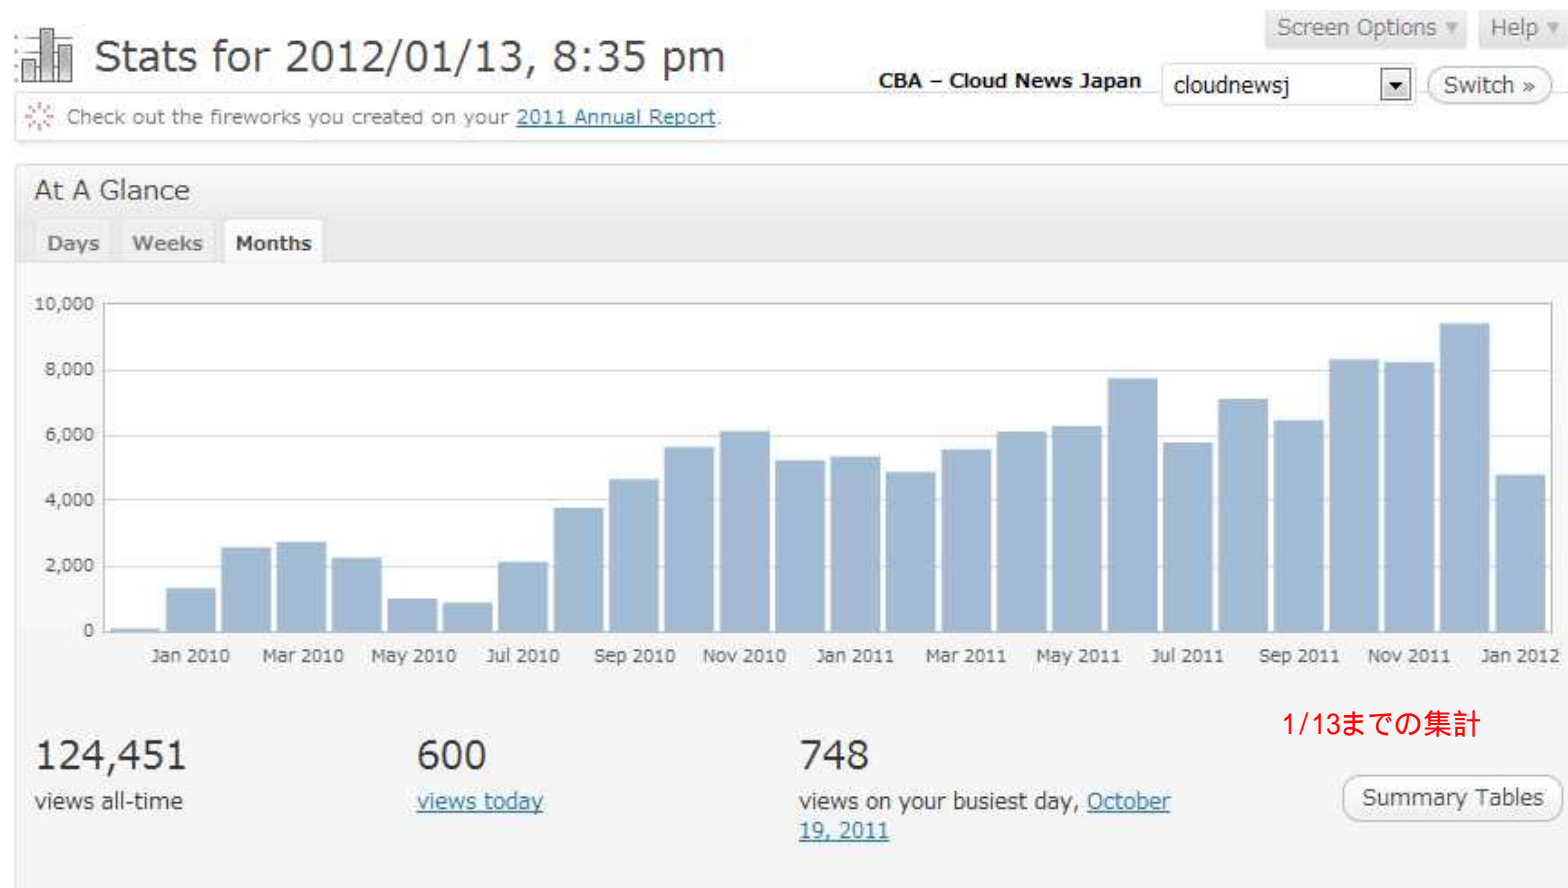 Screen Options ▼ Help ▼
Stats for 2012/01/13, 8:35 pm
CBA – Cloud News Japan cloudnewsj Switch »
Check out the fireworks you created on your 2011 Annual Report.
At A Glance
Days Weeks Months
10,000
8,000
6,000
4,000
2,000
0
Jan 2010 Mar 2010 May 2010 Jul 2010 Sep 2010 Nov 2010 Jan 2011 Mar 2011 May 2011 Jul 2011 Sep 2011 Nov 2011 Jan 2012
1/13までの集計
124,451
views all-time
600
views today
748
views on your busiest day, October
19, 2011
Summary Tables